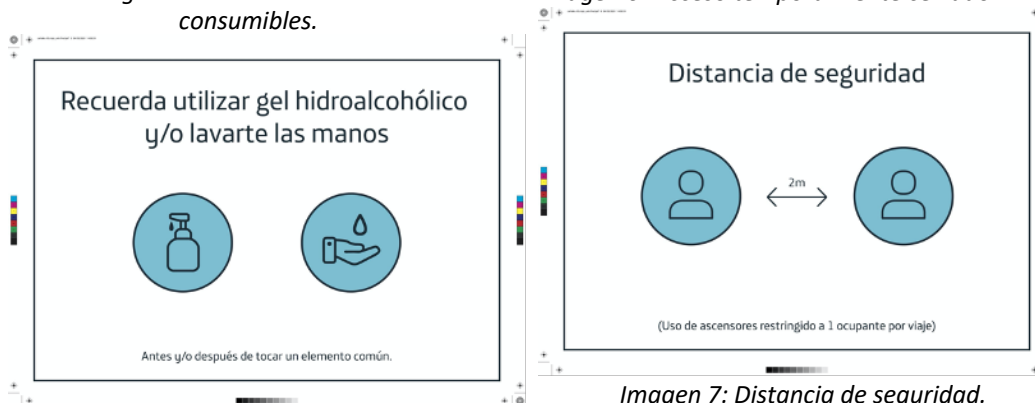 consumibles.
Recuerda utilizar gel hidroalcohólico
y/o lavarte las manos
Antes y/o después de tocar un elemento común.
Distancia de seguridad
2m
(Uso de ascensores restringido a 1 ocupante por viaje)
Imagen 7: Distancia de seguridad.